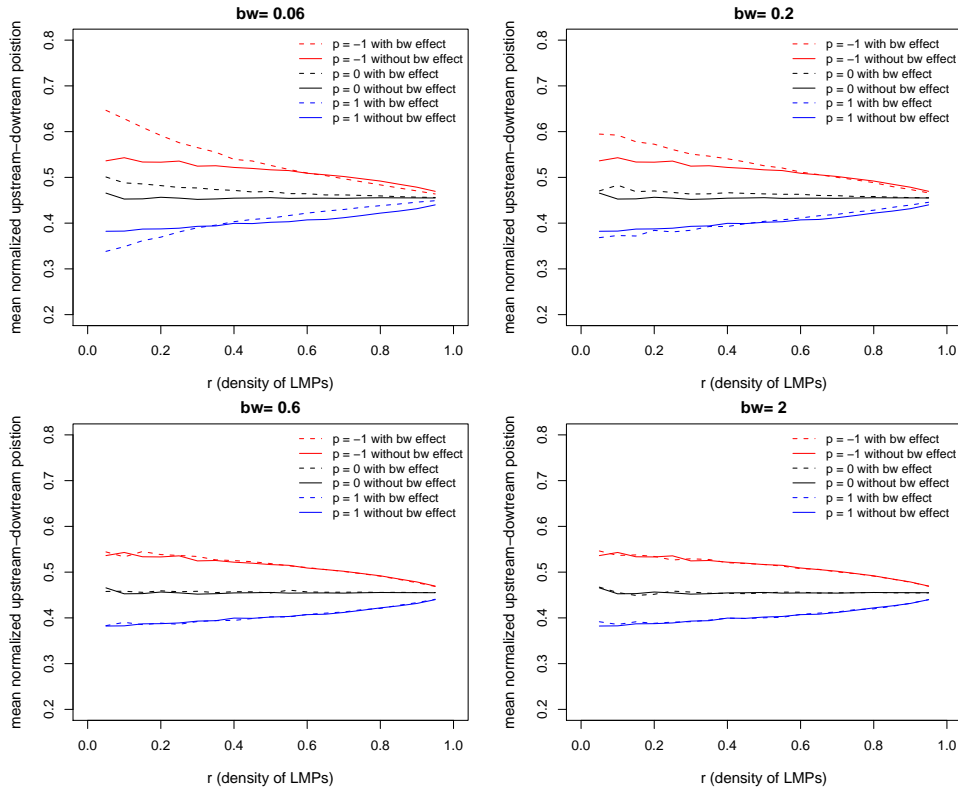 bw= 0.06
mean normalized upstream−dowtream poistion
0.8
0.7
0.6
0.5
0.4
0.3
0.2
p = −1 with bw effect
p = −1 without bw effect
p = 0 with bw effect
p = 0 without bw effect
p = 1 with bw effect
p = 1 without bw effect
0.0 0.2 0.4 0.6 0.8 1.0
r (density of LMPs)
bw= 0.2
mean normalized upstream−dowtream poistion
0.8
0.7
0.6
0.5
0.4
0.3
0.2
p = −1 with bw effect
p = −1 without bw effect
p = 0 with bw effect
p = 0 without bw effect
p = 1 with bw effect
p = 1 without bw effect
0.0 0.2 0.4 0.6 0.8 1.0
r (density of LMPs)
bw= 0.6
mean normalized upstream−dowtream poistion
0.8
0.7
0.6
0.5
0.4
0.3
0.2
p = −1 with bw effect
p = −1 without bw effect
p = 0 with bw effect
p = 0 without bw effect
p = 1 with bw effect
p = 1 without bw effect
0.0 0.2 0.4 0.6 0.8 1.0
r (density of LMPs)
bw= 2
mean normalized upstream−dowtream poistion
0.8
0.7
0.6
0.5
0.4
0.3
0.2
p = −1 with bw effect
p = −1 without bw effect
p = 0 with bw effect
p = 0 without bw effect
p = 1 with bw effect
p = 1 without bw effect
0.0 0.2 0.4 0.6 0.8 1.0
r (density of LMPs)